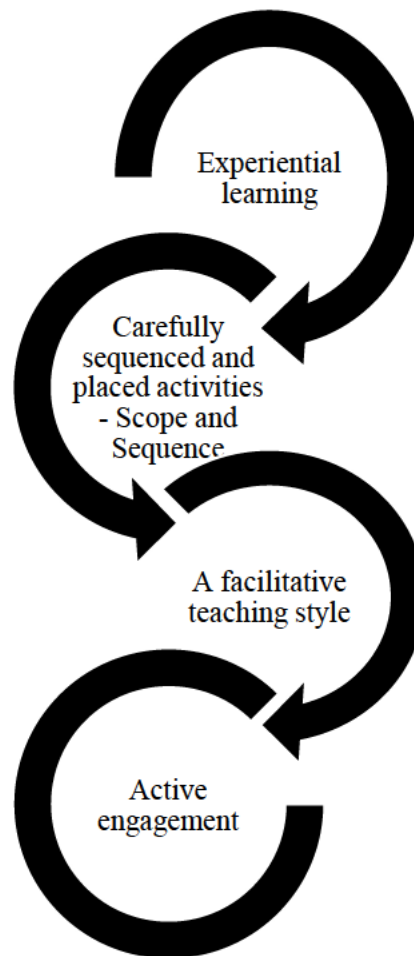 Experiential
learning
Carefully
sequenced and
placed activities
- Scope and
Sequence
A facilitative
teaching style
Active
engagement